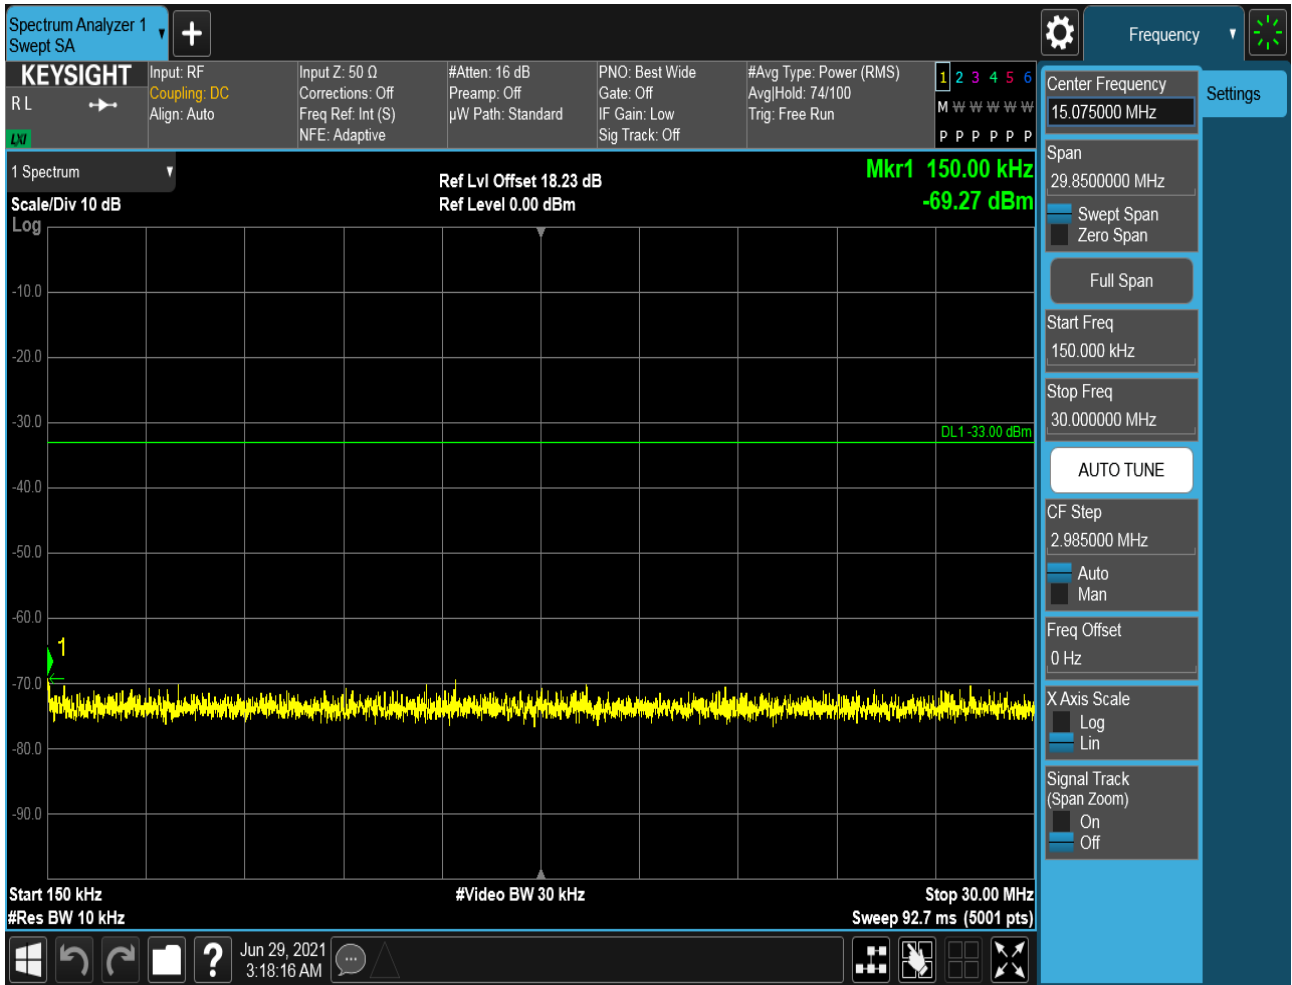 Spectrum Analyzer 1
Swept SA
Frequency
KEYSIGHT
R L
LXI
Input: RF
Coupling: DC
Align: Auto
Input Z: 50 Ω
Corrections: Off
Freq Ref: Int (S)
NFE: Adaptive
#Atten: 16 dB
Preamp: Off
µW Path: Standard
PNO: Best Wide
Gate: Off
IF Gain: Low
Sig Track: Off
#Avg Type: Power (RMS)
Avg|Hold: 74/100
Trig: Free Run
1 2 3 4 5 6
M W W W W W
P P P P P P
1 Spectrum
Scale/Div 10 dB
Log
Ref Lvl Offset 18.23 dB
Ref Level 0.00 dBm
Mkr1 150.00 kHz
-69.27 dBm
-10.0
-20.0
-30.0
DL1 -33.00 dBm
-40.0
-50.0
-60.0
1
-70.0
-80.0
-90.0
Start 150 kHz
#Video BW 30 kHz
Stop 30.00 MHz
#Res BW 10 kHz
Sweep 92.7 ms (5001 pts)
?
Jun 29, 2021
3:18:16 AM
Center Frequency
15.075000 MHz
Settings
Span
29.8500000 MHz
Swept Span
Zero Span
Full Span
Start Freq
150.000 kHz
Stop Freq
30.000000 MHz
AUTO TUNE
CF Step
2.985000 MHz
Auto
Man
Freq Offset
0 Hz
X Axis Scale
Log
Lin
Signal Track
(Span Zoom)
On
Off